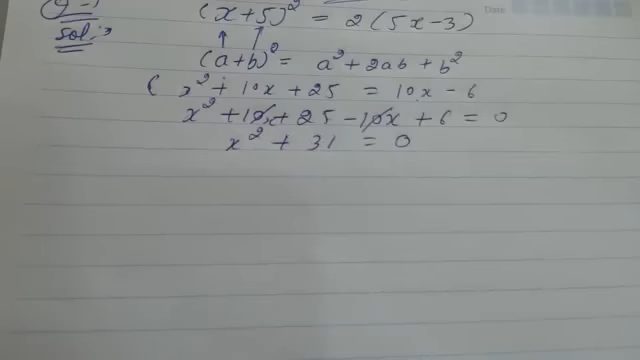 (x+5)² = 2(5x-3)
Sol:→
(a+b)² = a²+2ab+b²
( x²+10x+25 = 10x-6
x²+10x+25-10x+6=0
x²+31=0
Date